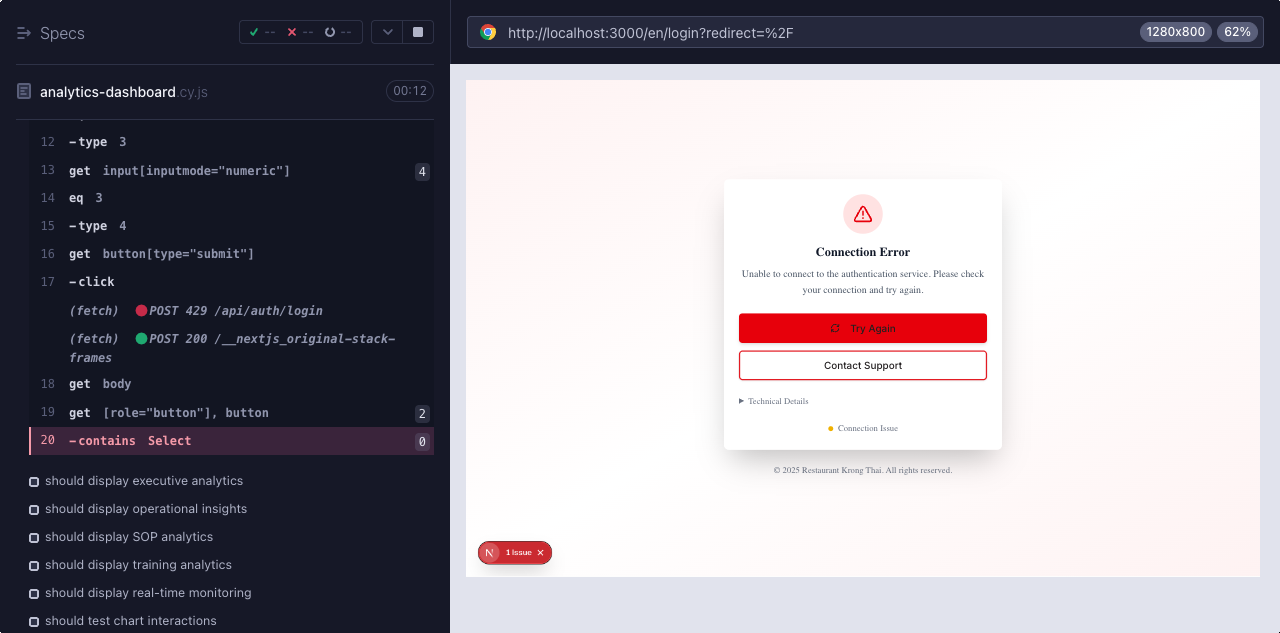 Specs
-- -- --
analytics-dashboard.cy.js
00:12
12 -type 3
13 get input[inputmode="numeric"] 4
14 eq 3
15 -type 4
16 get button[type="submit"]
17 -click
(fetch) POST 429 /api/auth/login
(fetch) POST 200 /__nextjs_original-stack-
frames
18 get body
19 get [role="button"], button 2
20 -contains Select 0
should display executive analytics
should display operational insights
should display SOP analytics
should display training analytics
should display real-time monitoring
should test chart interactions
http://localhost:3000/en/login?redirect=%2F
1280x800
62%
Connection Error
Unable to connect to the authentication service. Please check
your connection and try again.
Try Again
Contact Support
Technical Details
Connection Issue
© 2025 Restaurant Krong Thai. All rights reserved.
N 1 Issue